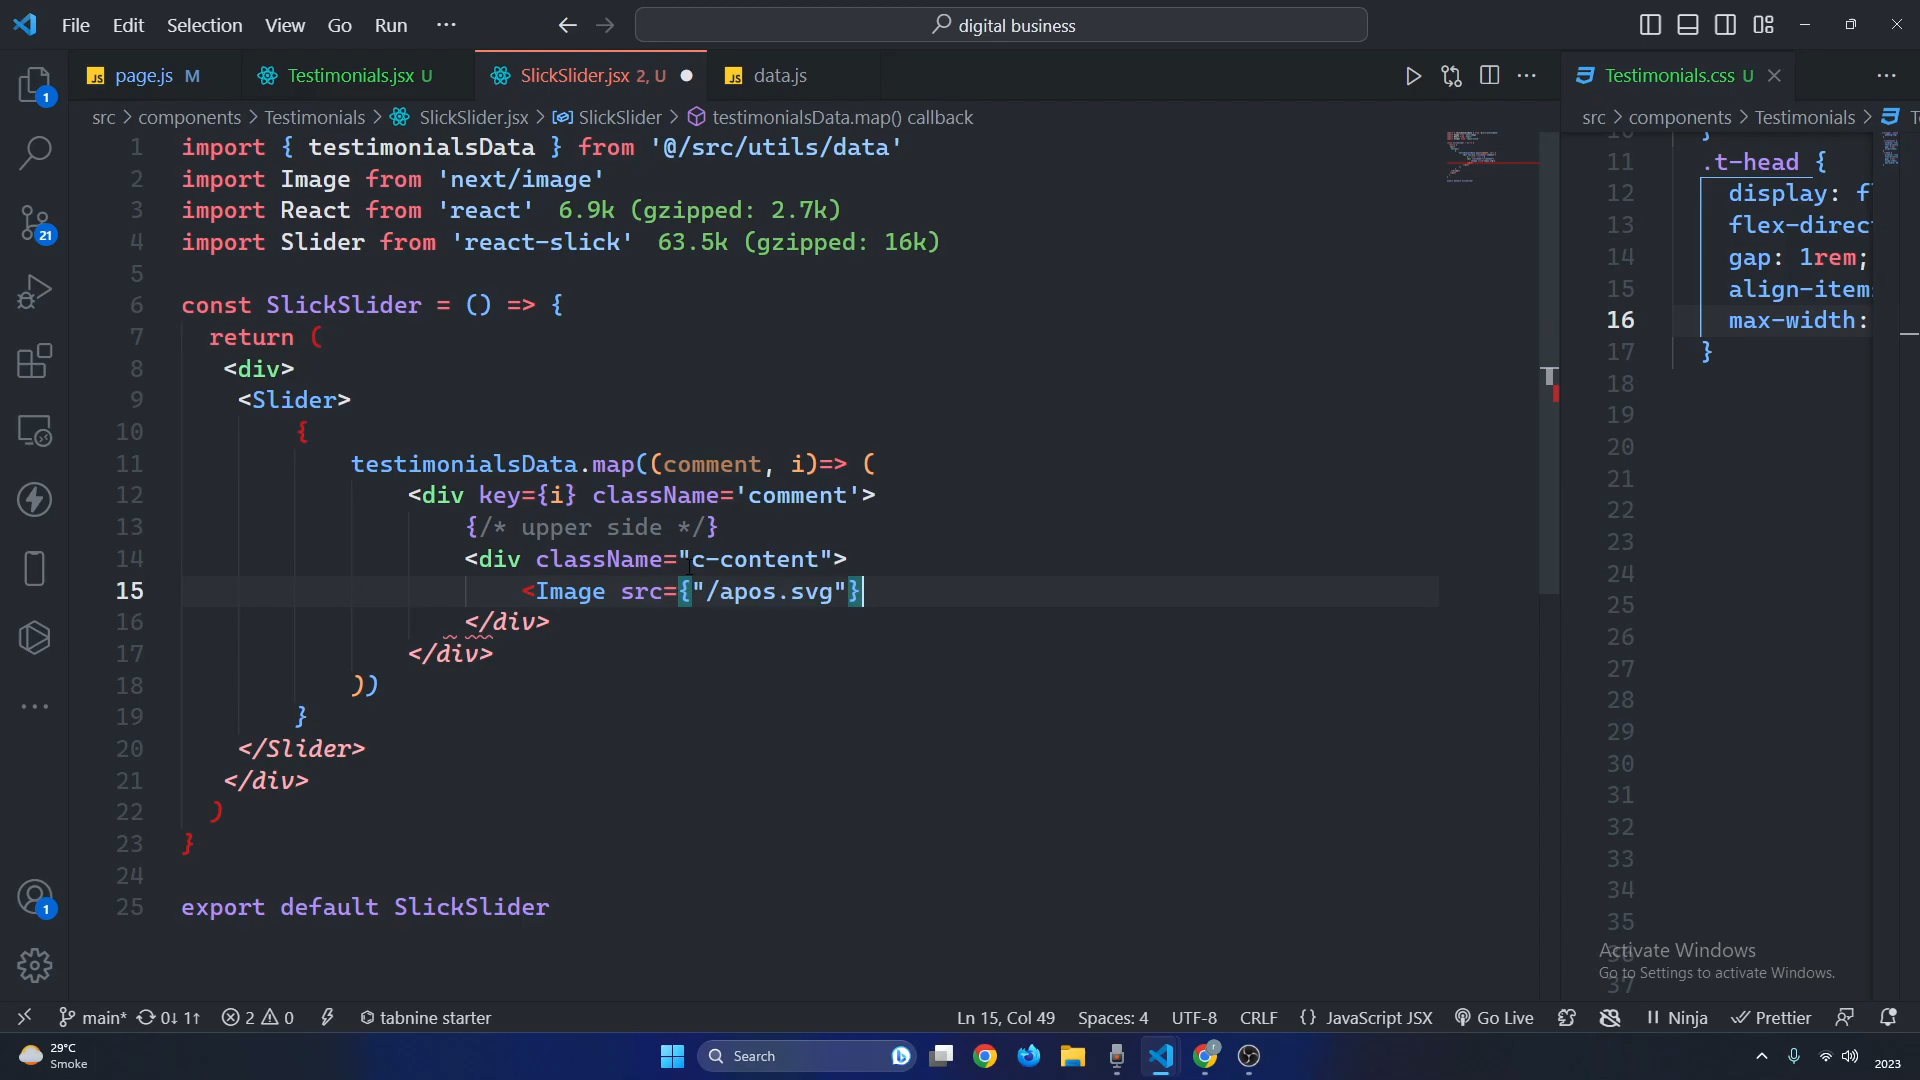 File Edit Selection View Go Run ···
digital business
page.js M
Testimonials.jsx U
SlickSlider.jsx 2, U
data.js
Testimonials.css U
src > components > Testimonials > SlickSlider.jsx > SlickSlider > testimonialsData.map() callback
src > components > Testimonials >
1 import { testimonialsData } from '@/src/utils/data'
2 import Image from 'next/image'
3 import React from 'react' 6.9k (gzipped: 2.7k)
4 import Slider from 'react-slick' 63.5k (gzipped: 16k)
5
6 const SlickSlider = () => {
7 return (
8 <div>
9 <Slider>
10 {
11 testimonialsData.map((comment, i)=> (
12 <div key={i} className='comment'>
13 {/* upper side */}
14 <div className="c-content">
15 <Image src={"/apos.svg"}
16 </div>
17 </div>
18 ))
19 }
20 </Slider>
21 </div>
22 )
23 }
24
25 export default SlickSlider
11 .t-head {
12 display: f
13 flex-direc
14 gap: 1rem;
15 align-item
16 max-width:
17 }
18
19
20
21
22
23
24
25
26
27
28
29
30
31
32
33
34
35
36
37
1
21
1
Activate Windows
Go to Settings to activate Windows.
main* 0↓ 1↑ 2 0 tabnine starter
Ln 15, Col 49 Spaces: 4 UTF-8 CRLF {} JavaScript JSX Go Live Ninja Prettier
29°C
Smoke
Search
2023